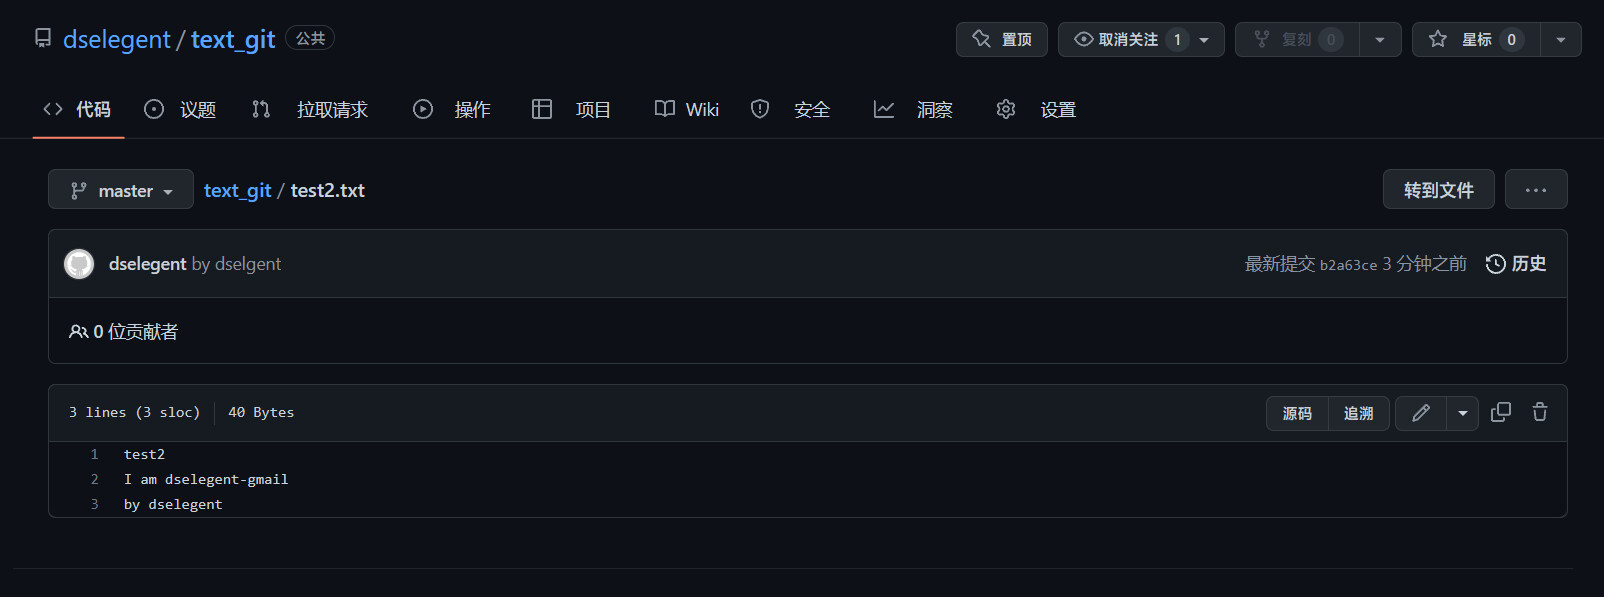 dselegent / text_git 公共
置顶 取消关注 1 复刻 0 星标 0
代码 议题 拉取请求 操作 项目 Wiki 安全 洞察 设置
master text_git / test2.txt 转到文件 ...
dselegent by dselgent 最新提交 b2a63ce 3 分钟之前 历史
0 位贡献者
3 lines (3 sloc) 40 Bytes 源码 追溯
1 test2
2 I am dselegent-gmail
3 by dselegent